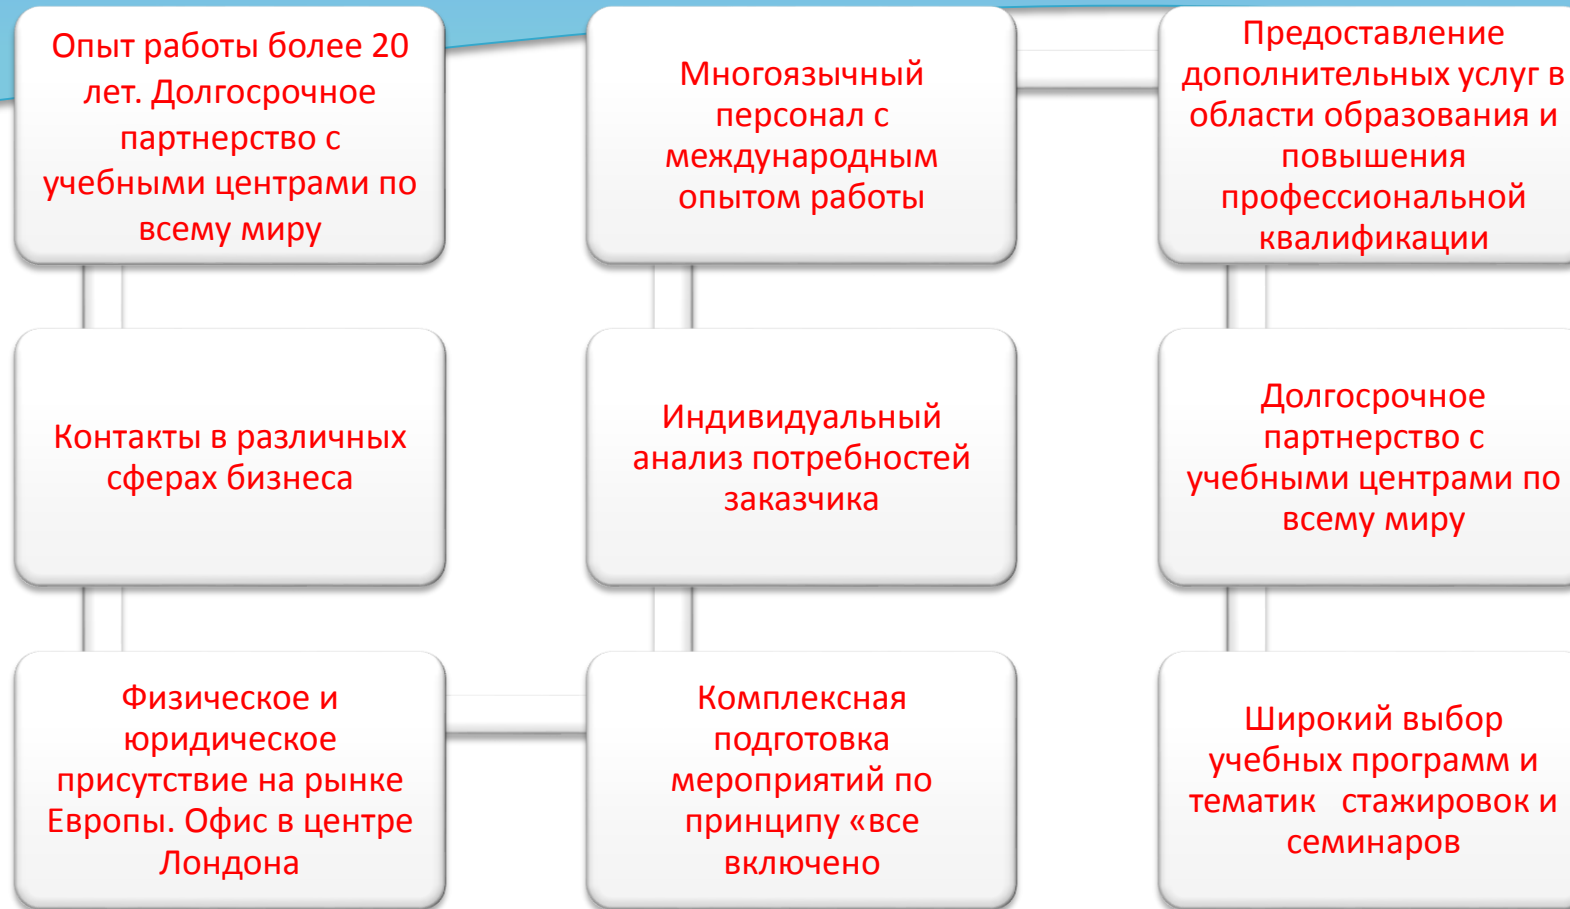 Опыт работы более 20
лет. Долгосрочное
партнерство с
учебными центрами по
всему миру
Контакты в различных
сферах бизнеса
Физическое и
юридическое
присутствие на рынке
Европы. Офис в центре
Лондона
Комплексная
подготовка
мероприятий по
принципу «все
включено
Индивидуальный
анализ потребностей
заказчика
Многоязычный
персонал с
международным
опытом работы
Предоставление
дополнительных услуг в
области образования и
повышения
профессиональной
квалификации
Долгосрочное
партнерство с
учебными центрами по
всему миру
Широкий выбор
учебных программ и
тематик   стажировок и
семинаров